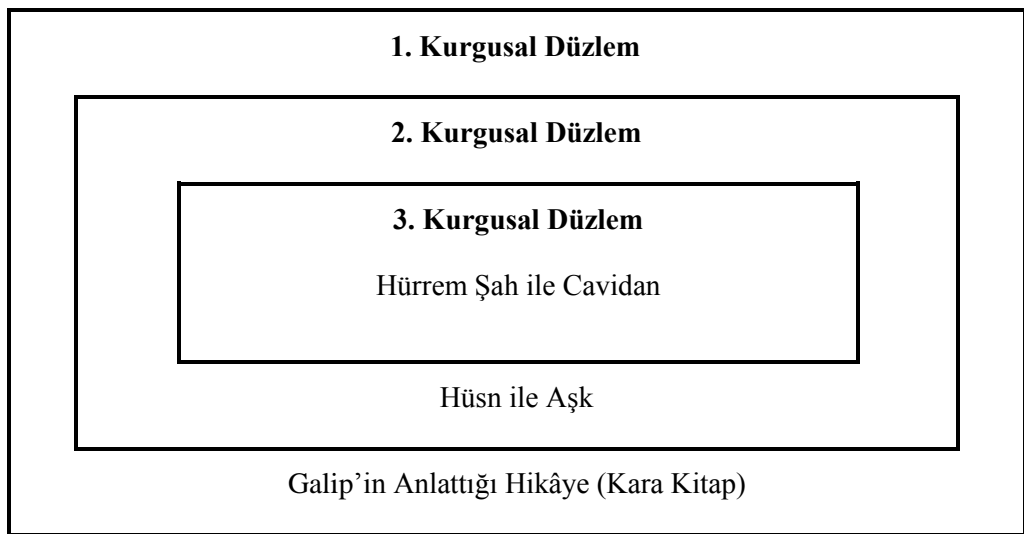 1. Kurgusal Düzlem
2. Kurgusal Düzlem
3. Kurgusal Düzlem
Hürrem Şah ile Cavidan
Hüsn ile Aşk
Galip’in Anlattığı Hikâye (Kara Kitap)